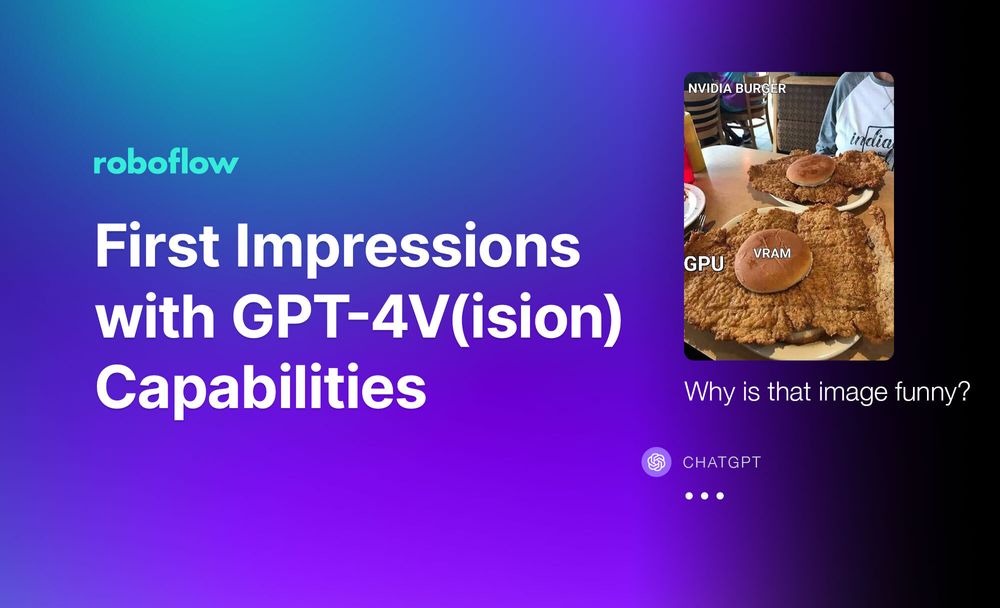 roboflow
First Impressions
with GPT-4V(ision)
Capabilities
NVIDIA BURGER
india
GPU
VRAM
Why is that image funny?
CHATGPT